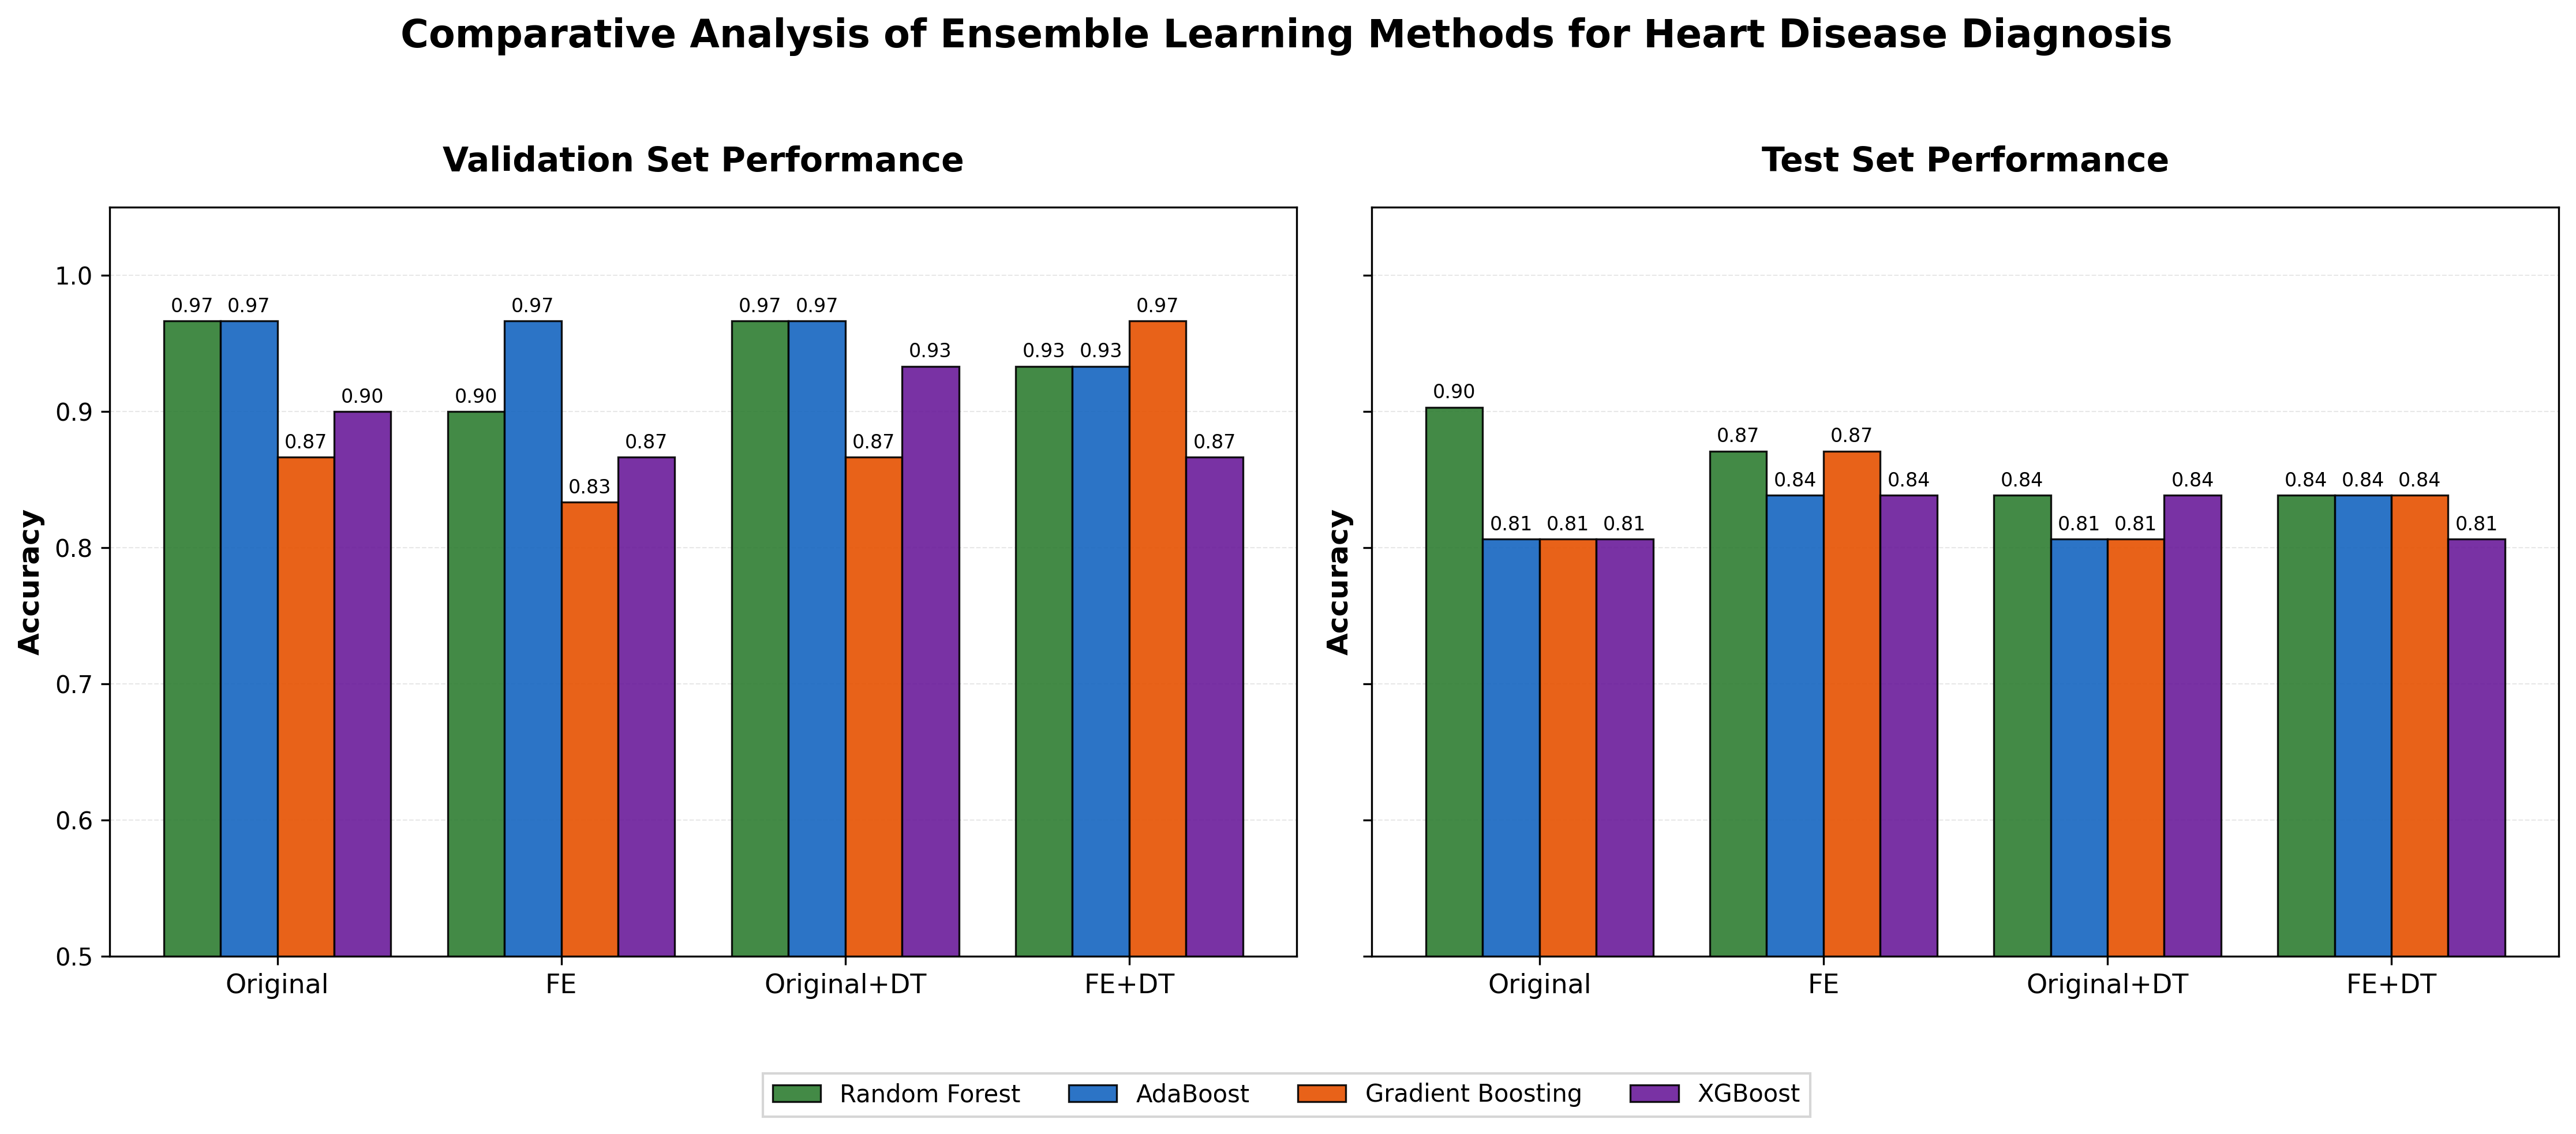 Comparative Analysis of Ensemble Learning Methods for Heart Disease Diagnosis
Validation Set Performance
Accuracy
1.0
0.9
0.8
0.7
0.6
0.5
0.97 0.97 0.87 0.90
0.90 0.97 0.83 0.87
0.97 0.97 0.87 0.93
0.93 0.93 0.97 0.87
Original FE Original+DT FE+DT
Test Set Performance
Accuracy
0.90 0.81 0.81 0.81
0.87 0.84 0.87 0.84
0.84 0.81 0.81 0.84
0.84 0.84 0.84 0.81
Original FE Original+DT FE+DT
Random Forest AdaBoost Gradient Boosting XGBoost